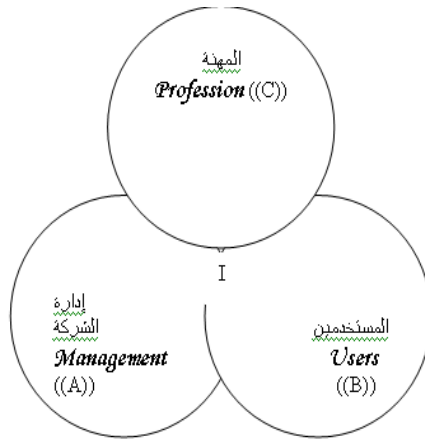 المهنة
Profession ((C))
I
إدارة
الشركة
Management
((A))
المستخدمين
Users
((B))